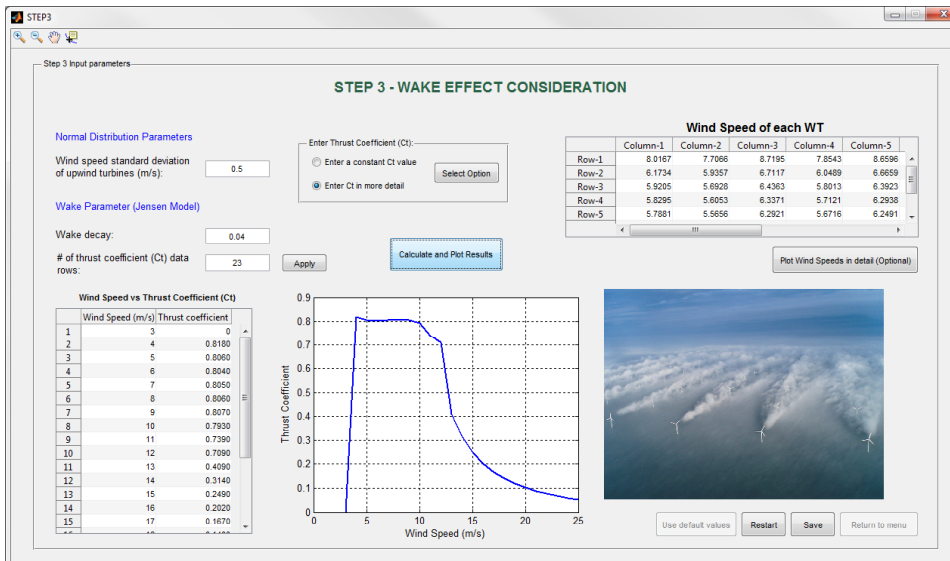 STEP3
Step 3 Input parameters
STEP 3 - WAKE EFFECT CONSIDERATION
Normal Distribution Parameters
Wind speed standard deviation
of upwind turbines (m/s):
0.5
Wake Parameter (Jensen Model)
Wake decay:
0.04
# of thrust coefficient (Ct) data
rows:
23
Apply
Enter Thrust Coefficient (Ct):
Enter a constant Ct value
Enter Ct in more detail
Select Option
Calculate and Plot Results
Wind Speed of each WT
Column-1 Column-2 Column-3 Column-4 Column-5
Row-1 8.0167 7.7066 8.7195 7.8543 8.6596
Row-2 6.1734 5.9357 6.7117 6.0489 6.6659
Row-3 5.9205 5.6928 6.4363 5.8013 6.3923
Row-4 5.8295 5.6053 6.3371 5.7121 6.2938
Row-5 5.7881 5.5656 6.2921 5.6716 6.2491
Plot Wind Speeds in detail (Optional)
Wind Speed vs Thrust Coefficient (Ct)
Wind Speed (m/s) Thrust coefficient
1 3 0
2 4 0.8180
3 5 0.8060
4 6 0.8040
5 7 0.8050
6 8 0.8060
7 9 0.8070
8 10 0.7930
9 11 0.7390
10 12 0.7090
11 13 0.4090
12 14 0.3140
13 15 0.2490
14 16 0.2020
15 17 0.1670
Thrust Coefficient
0.9
0.8
0.7
0.6
0.5
0.4
0.3
0.2
0.1
0
0 5 10 15 20 25
Wind Speed (m/s)
Use default values
Restart
Save
Return to menu